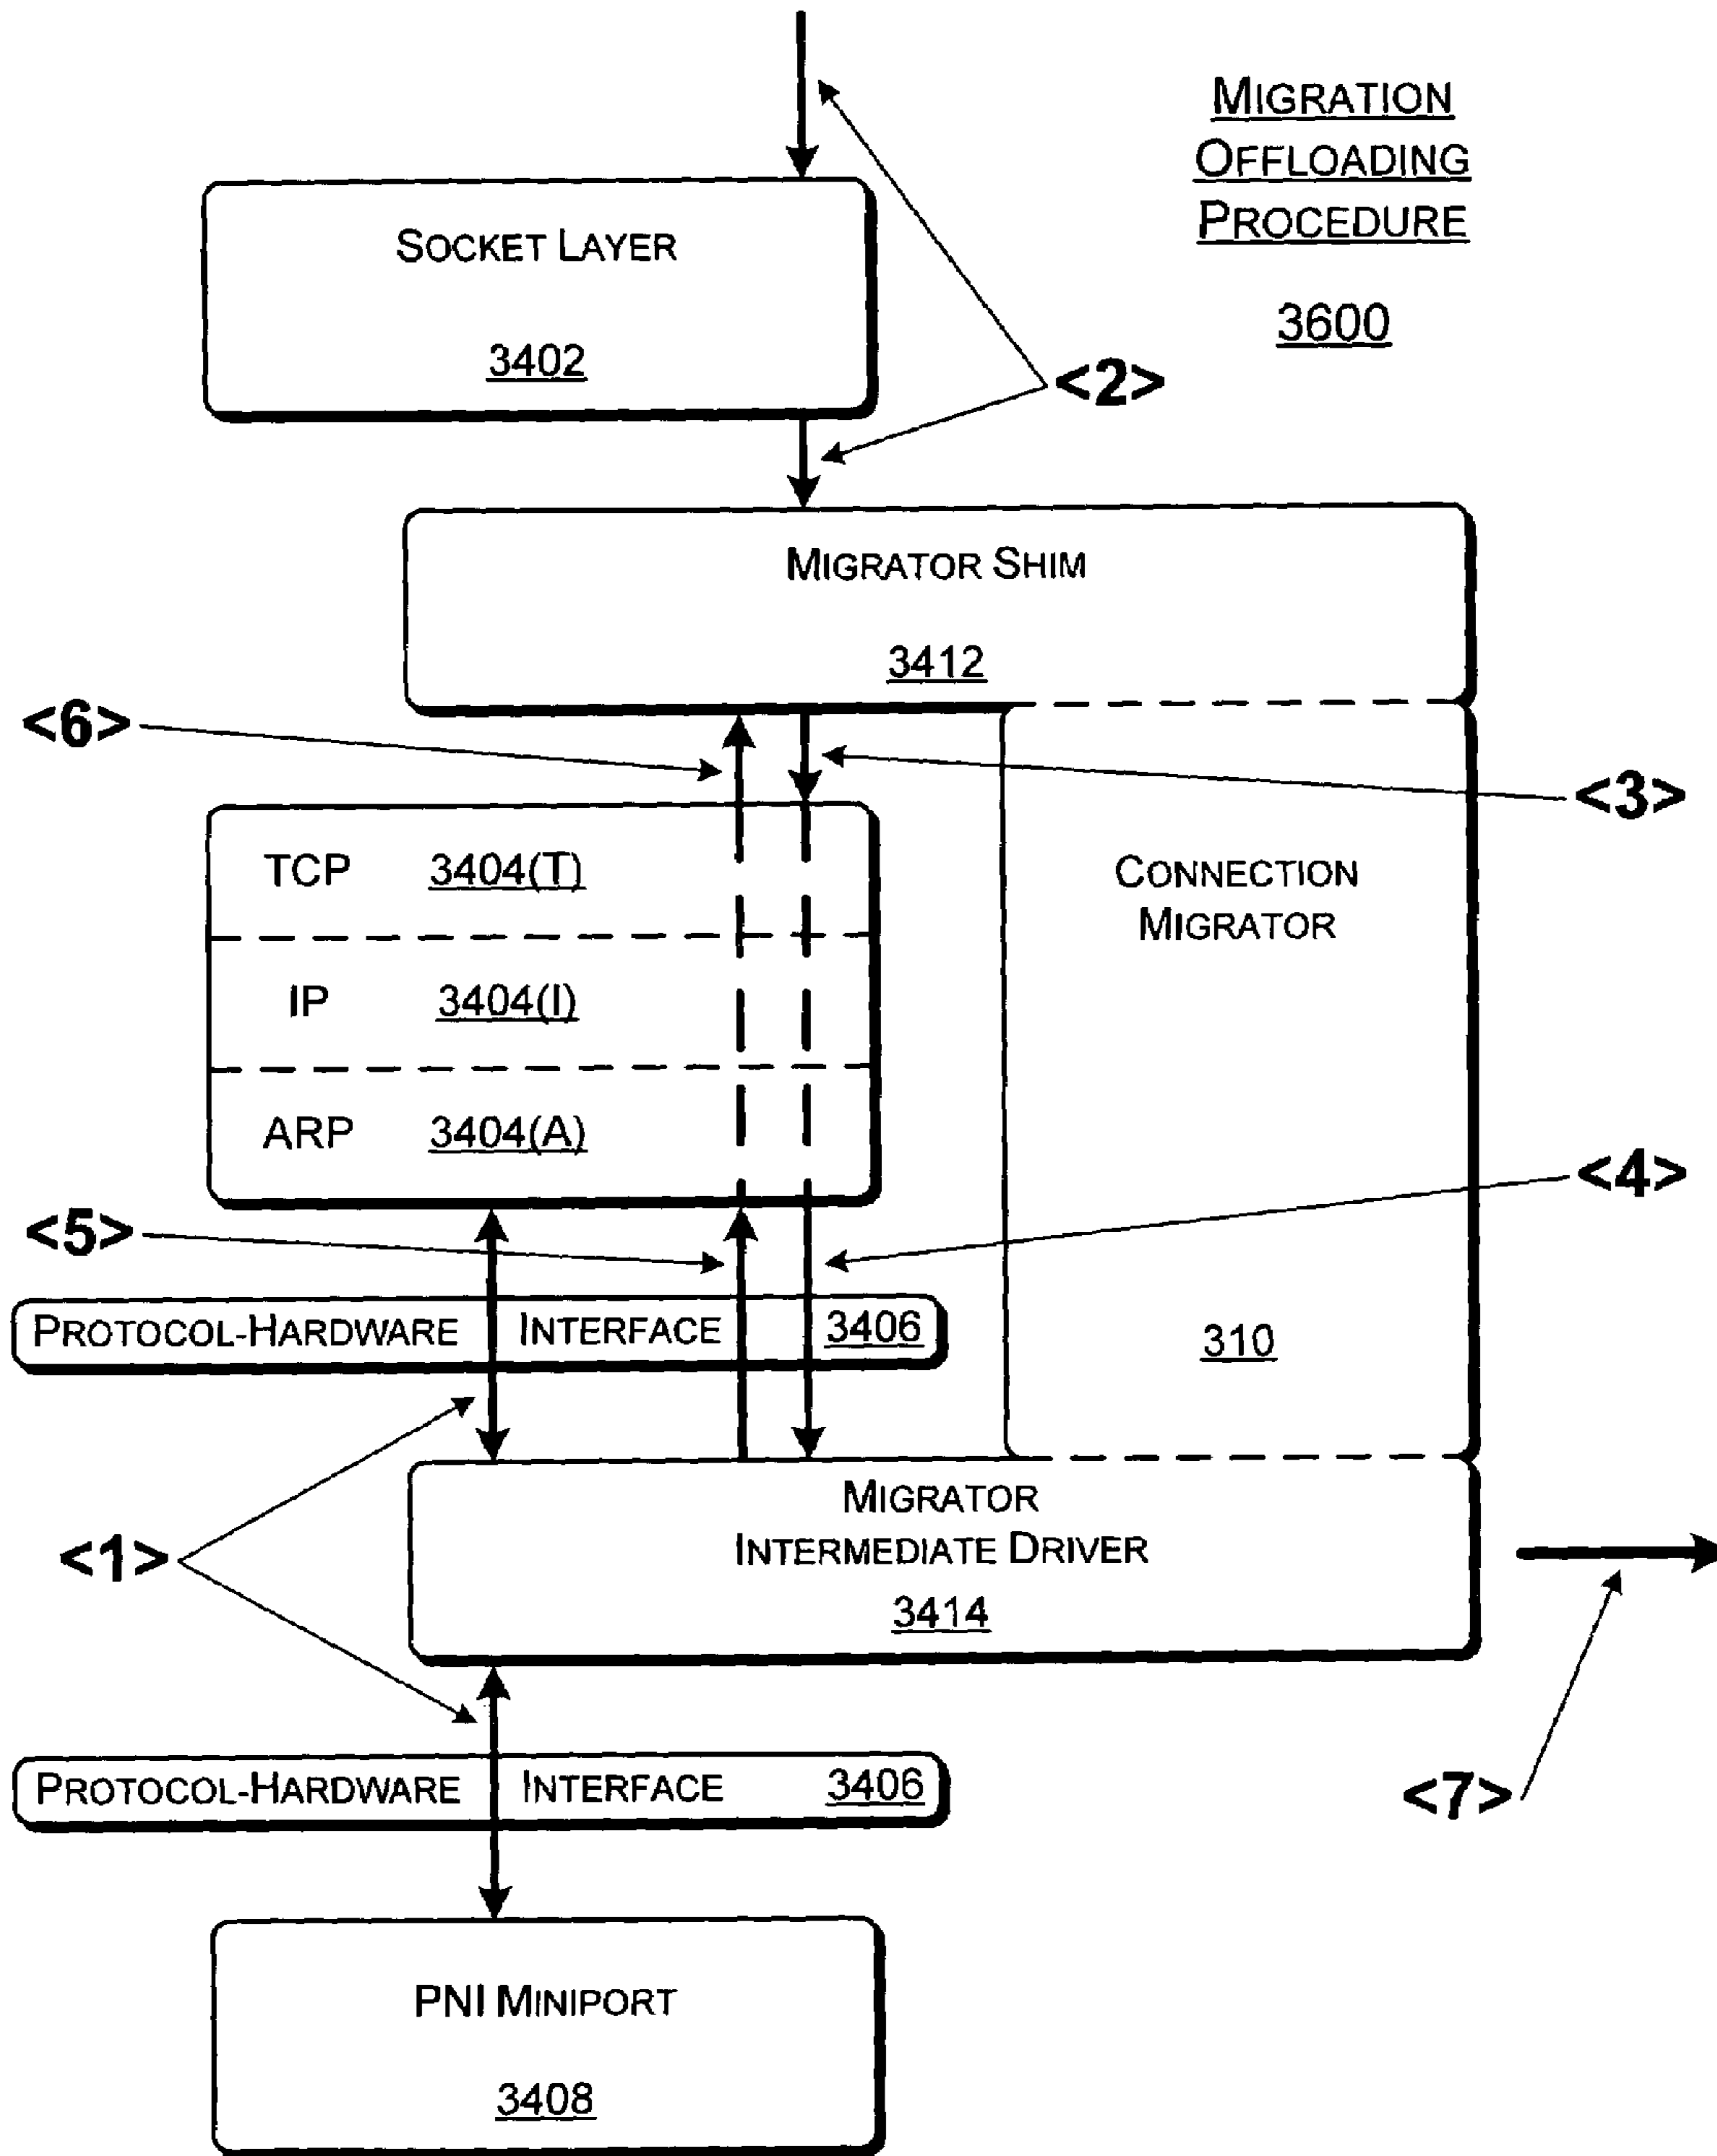 MIGRATION
OFFLOADING
PROCEDURE
3600
SOCKET LAYER
3402
<2>
MIGRATOR SHIM
3412
<6>
<3>
TCP 3404(T)
CONNECTION
MIGRATOR
IP 3404(I)
ARP 3404(A)
<4>
<5>
PROTOCOL-HARDWARE INTERFACE 3406
310
MIGRATOR
INTERMEDIATE DRIVER
<1>
3414
PROTOCOL-HARDWARE INTERFACE 3406
<7>
PNI MINIPORT
3408